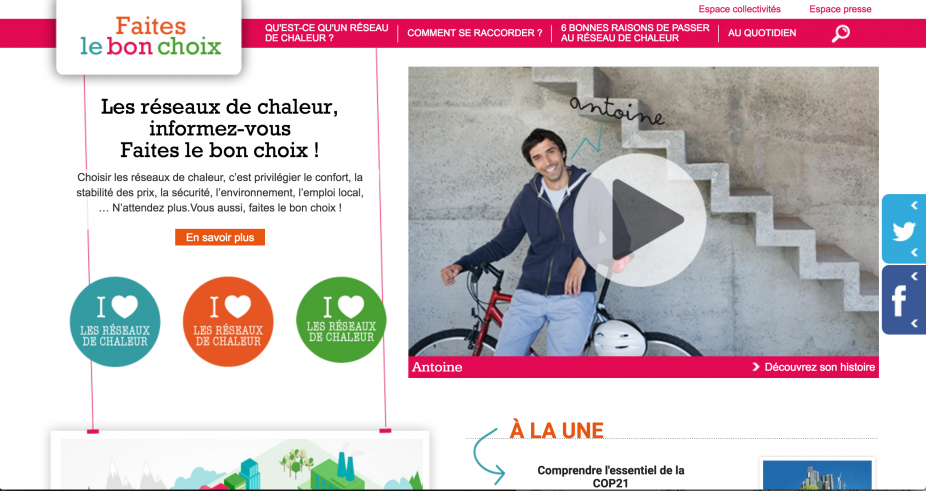 Espace collectivités
Espace presse
Faites
le bon choix
QU'EST-CE QU'UN RÉSEAU
DE CHALEUR ?
COMMENT SE RACCORDER ?
6 BONNES RAISONS DE PASSER
AU RÉSEAU DE CHALEUR
AU QUOTIDIEN
Les réseaux de chaleur,
informez-vous
Faites le bon choix !
Choisir les réseaux de chaleur, c'est privilégier le confort, la
stabilité des prix, la sécurité, l'environnement, l'emploi local,
… N'attendez plus.Vous aussi, faites le bon choix !
En savoir plus
I
LES RÉSEAUX
DE CHALEUR
I
LES RÉSEAUX
DE CHALEUR
I
LES RÉSEAUX
DE CHALEUR
antoine
Antoine
Découvrez son histoire
À LA UNE
Comprendre l'essentiel de la
COP21